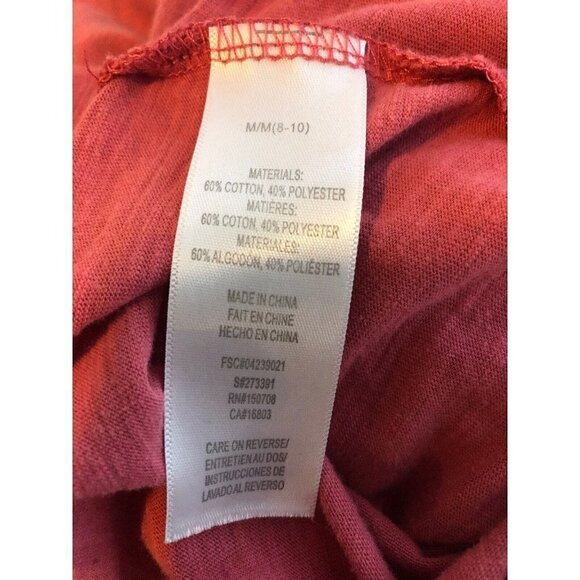 M/M(8-10)
MATERIALS:
60% COTTON, 40% POLYESTER
MATIÈRES:
60% COTON, 40% POLYESTER
MATERIALES:
60% ALGODON, 40% POLIÉSTER
MADE IN CHINA
FAIT EN CHINE
HECHO EN CHINA
FSC#04239021
S#273391
RN#150708
CA#16803
CARE ON REVERSE/
ENTRETIEN AU DOS/
INSTRUCCIONES DE
LAVADO AL REVERSO